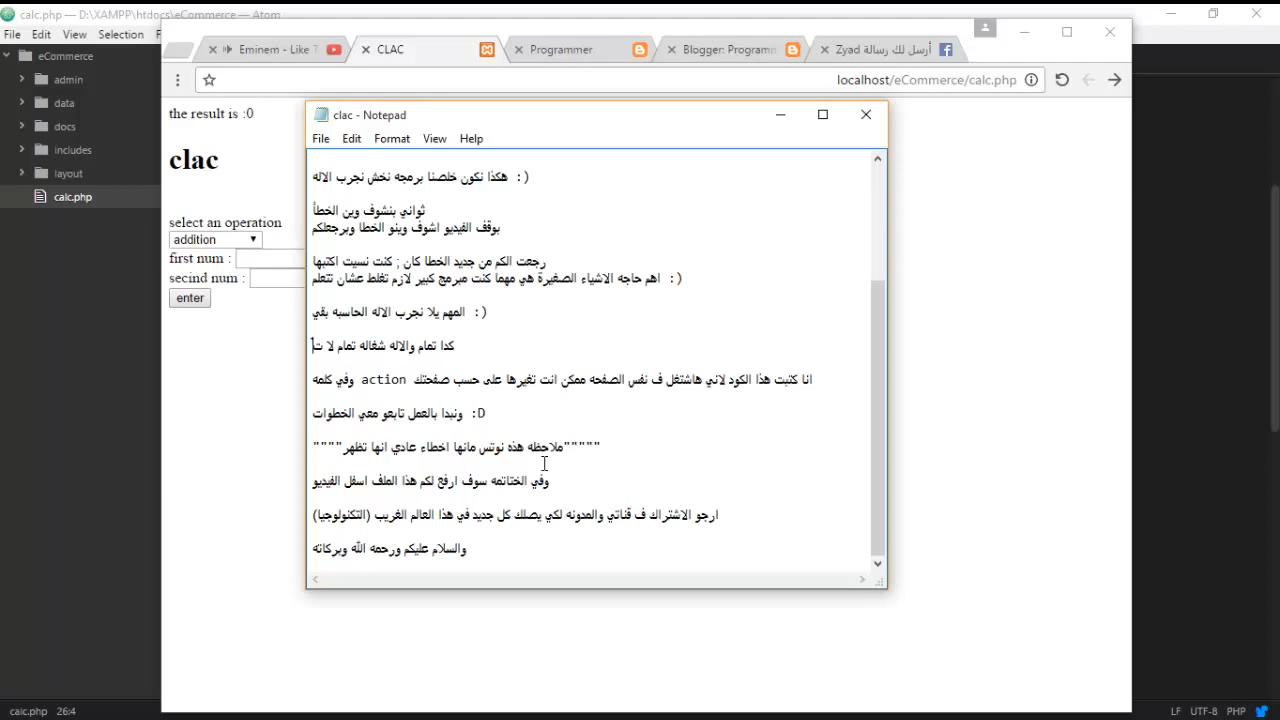 calc.php — D:\XAMPP\htdocs\eCommerce — Atom
File Edit View Selection
Eminem - Like T
CLAC
Programmer
Blogger: Programm
أرسل لك رسالة Zyad
localhost/eCommerce/calc.php
eCommerce
admin
data
docs
includes
layout
calc.php
the result is :0
clac
select an operation
addition
first num :
secind num :
enter
clac - Notepad
File Edit Format View Help
هكذا نكون خلصنا برمجه نخش نجرب الاله :)
ثواني بنشوف وين الخطأ
بوقف الفيديو اشوف وينو الخطا وبرجعلكم
رجعت الكم من جديد الخطا كان ; كنت نسيت اكتبها
اهم حاجه الاشياء الصغيرة هي مهما كنت مبرمج كبير لازم تغلط عشان تتعلم :)
المهم يلا نجرب الاله الحاسبه بقي :)
كدا تمام والاله شغاله تمام لا ت
وفي كلمه action انا كتبت هذا الكود لاني هاشتغل ف نفس الصفحه ممكن انت تغيرها على حسب صفحتك
ونبدا بالعمل تابعو معي الخطوات :D
"""""ملاحظه هذه نوتس مانها اخطاء عادي انها تظهر""""
وفي الختاتمه سوف ارفع لكم هذا الملف اسفل الفيديو
ارجو الاشتراك ف قناتي والمدونه لكي يصلك كل جديد في هذا العالم الغريب (التكنولوجيا)
والسلام عليكم ورحمه الله وبركاته
calc.php 26:4
LF UTF-8 PHP